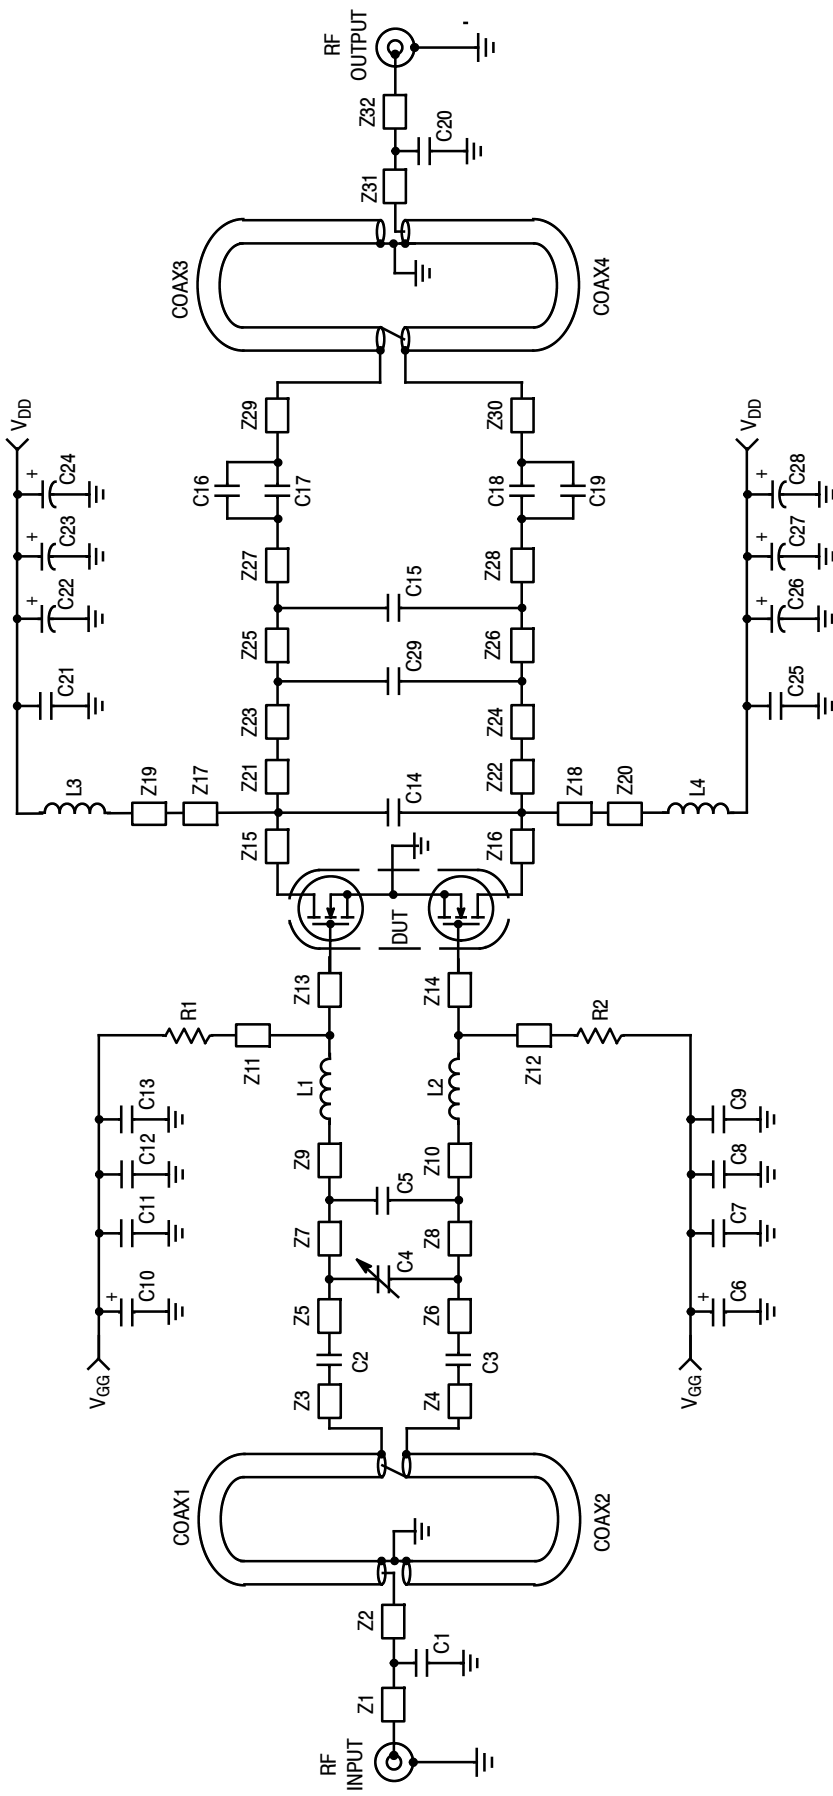 RF
INPUT
Z1
C1
Z2
COAX1
COAX2
Z3
Z4
C2
C3
Z5
Z6
C4
Z7
Z8
C5
Z9
Z10
L1
L2
VGG
+
C10
C11
C12
C13
R1
Z11
VGG
+
C6
C7
C8
C9
R2
Z12
Z13
Z14
DUT
Z15
Z16
C14
Z17
Z19
L3
Z18
Z20
L4
C21
+
C22
+
C23
+
C24
VDD
C25
+
C26
+
C27
+
C28
VDD
Z21
Z22
Z23
Z24
C29
Z25
Z26
C15
Z27
Z28
C16
C17
C18
C19
Z29
Z30
COAX3
COAX4
Z31
C20
Z32
RF
OUTPUT